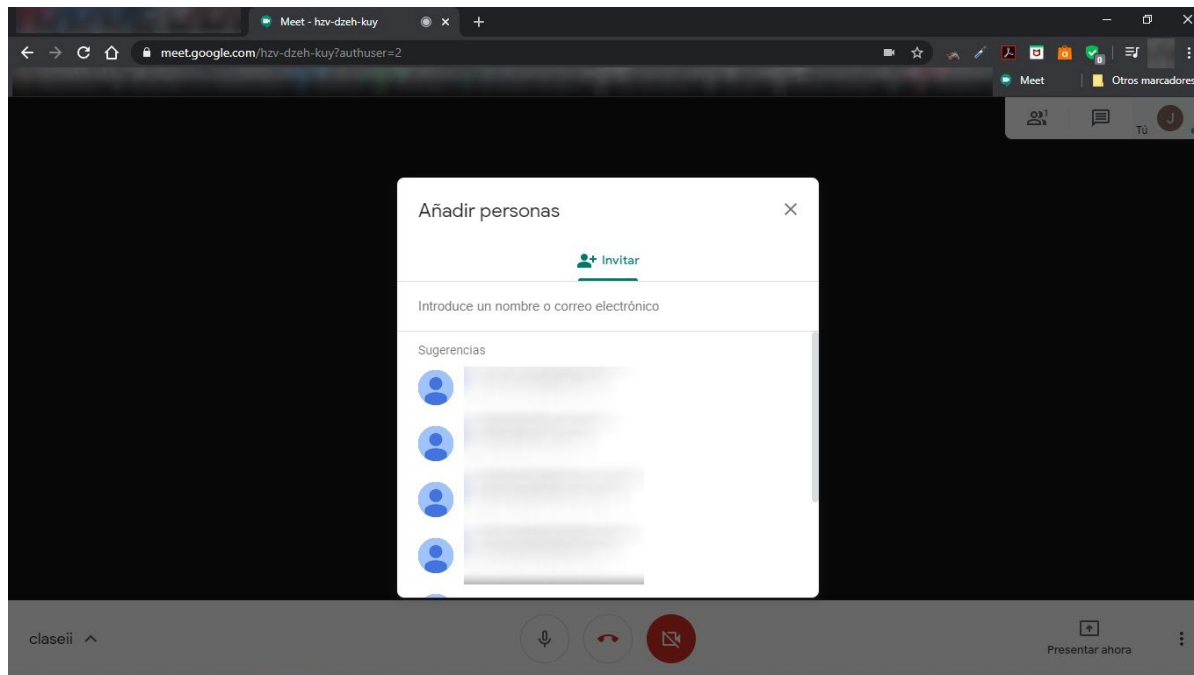 Meet - hzv-dzeh-kuy
meet.google.com/hzv-dzeh-kuy?authuser=2
Meet
Otros marcadores
1
Tú
J
Añadir personas
Invitar
Introduce un nombre o correo electrónico
Sugerencias
claseii
Presentar ahora